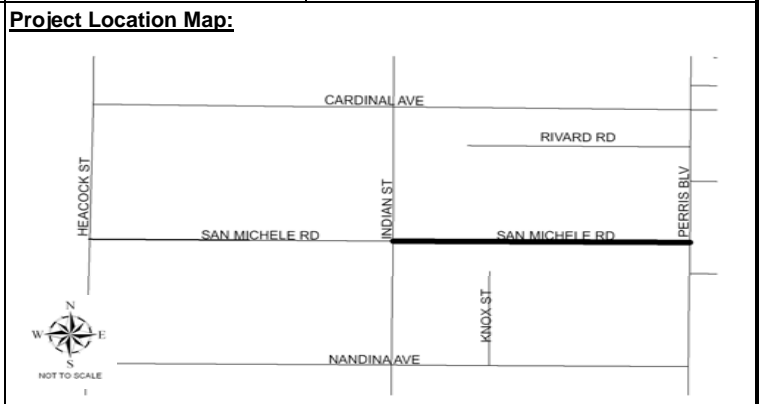 Project Location Map:
CARDINAL AVE
RIVARD RD
HEACOCK ST
INDIAN ST
PERRIS BLV
SAN MICHELE RD
SAN MICHELE RD
KNOX ST
N
W
E
S
NOT TO SCALE
NANDINA AVE